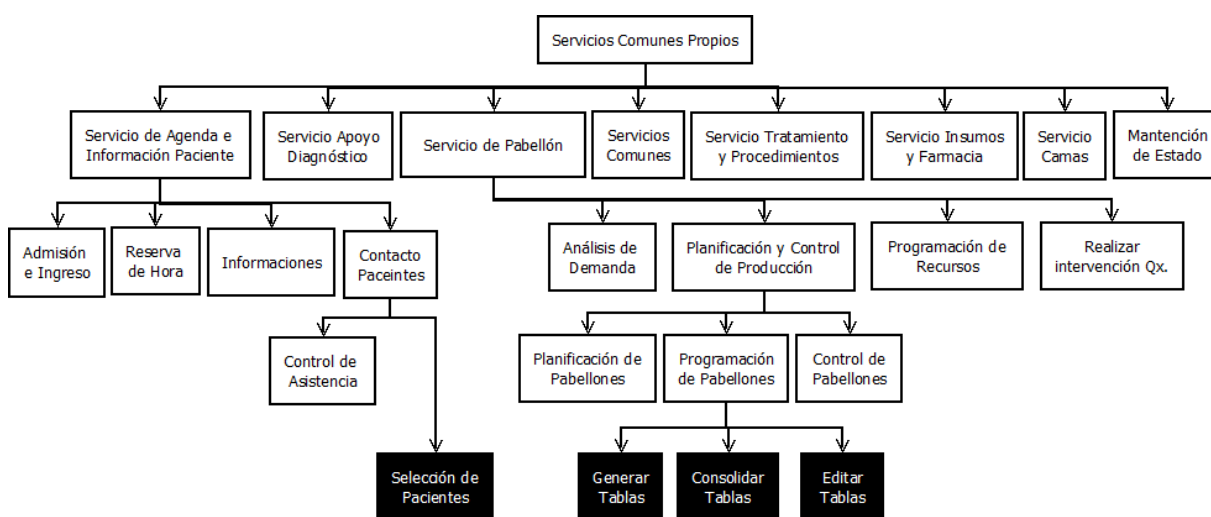 Servicios Comunes Propios
Servicio de Agenda e
Información Paciente
Servicio Apoyo
Diagnóstico
Servicio de Pabellón
Servicios
Comunes
Servicio Tratamiento
y Procedimientos
Servicio Insumos
y Farmacia
Servicio
Camas
Mantención
de Estado
Admisión
e Ingreso
Reserva
de Hora
Informaciones
Contacto
Paceintes
Análisis de
Demanda
Planificación y Control
de Producción
Programación de
Recursos
Realizar
intervención Qx.
Control de
Asistencia
Planificación de
Pabellones
Programación
de Pabellones
Control de
Pabellones
Selección de
Pacientes
Generar
Tablas
Consolidar
Tablas
Editar
Tablas